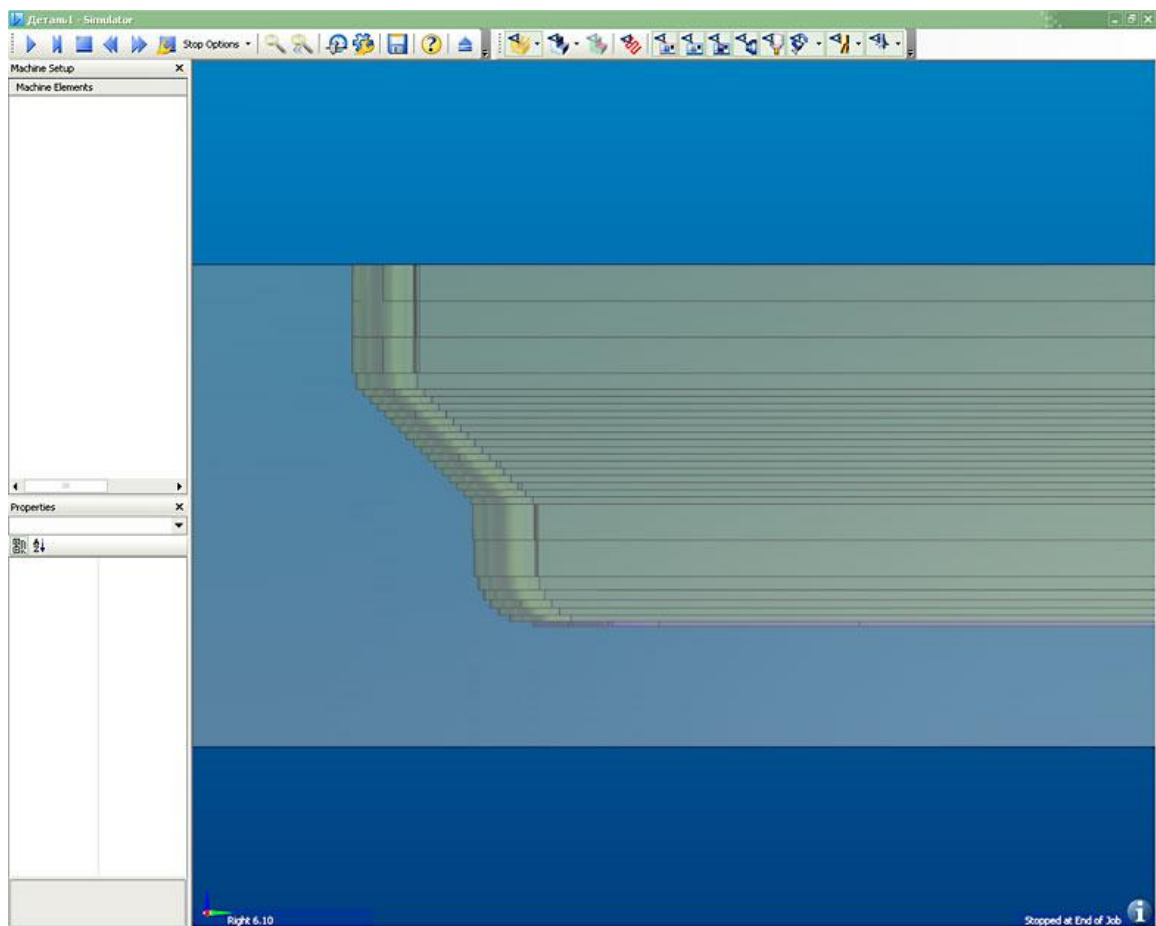 Деталь1 - Simulator
Stop Options
Machine Setup
Machine Elements
Properties
Right 6.10
Stopped at End of Job